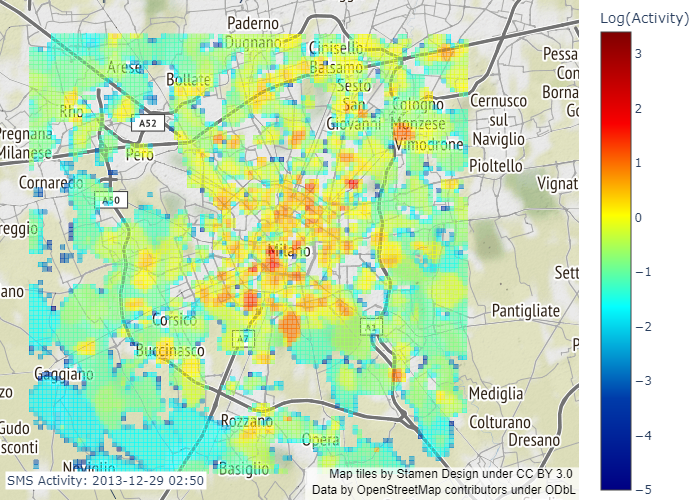 Log(Activity)
3
2
1
0
−1
−2
−3
−4
−5
Paderno
Dugnano
Cinisello
Balsamo
Arese
Bollate
Sesto
San
Giovanni
Cologno
Monzese
Cernusco
sul
Naviglio
Pessa
Con
Borna
Go
Rho
A52
Pregnana
Milanese
Pero
Vimodrone
Pioltello
Cornaredo
A50
Vignat
reggio
Milano
Sett
ano
Pantigliate
Corsico
A7
A1
Buccinasco
P
Gaggiano
zo
Mediglia
Rozzano
Colturano
Gudo
sconti
Opera
Dresano
Noviglio
Basiglio
SMS Activity: 2013-12-29 02:50
Map tiles by Stamen Design under CC BY 3.0
Data by OpenStreetMap contributors under ODbL